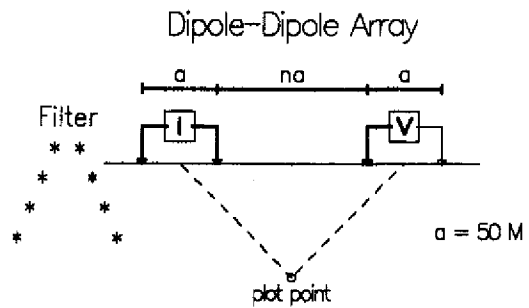 Dipole-Dipole Array
a na a
Filter
I V
* *
* *
* *
* *
a = 50 M
plot point